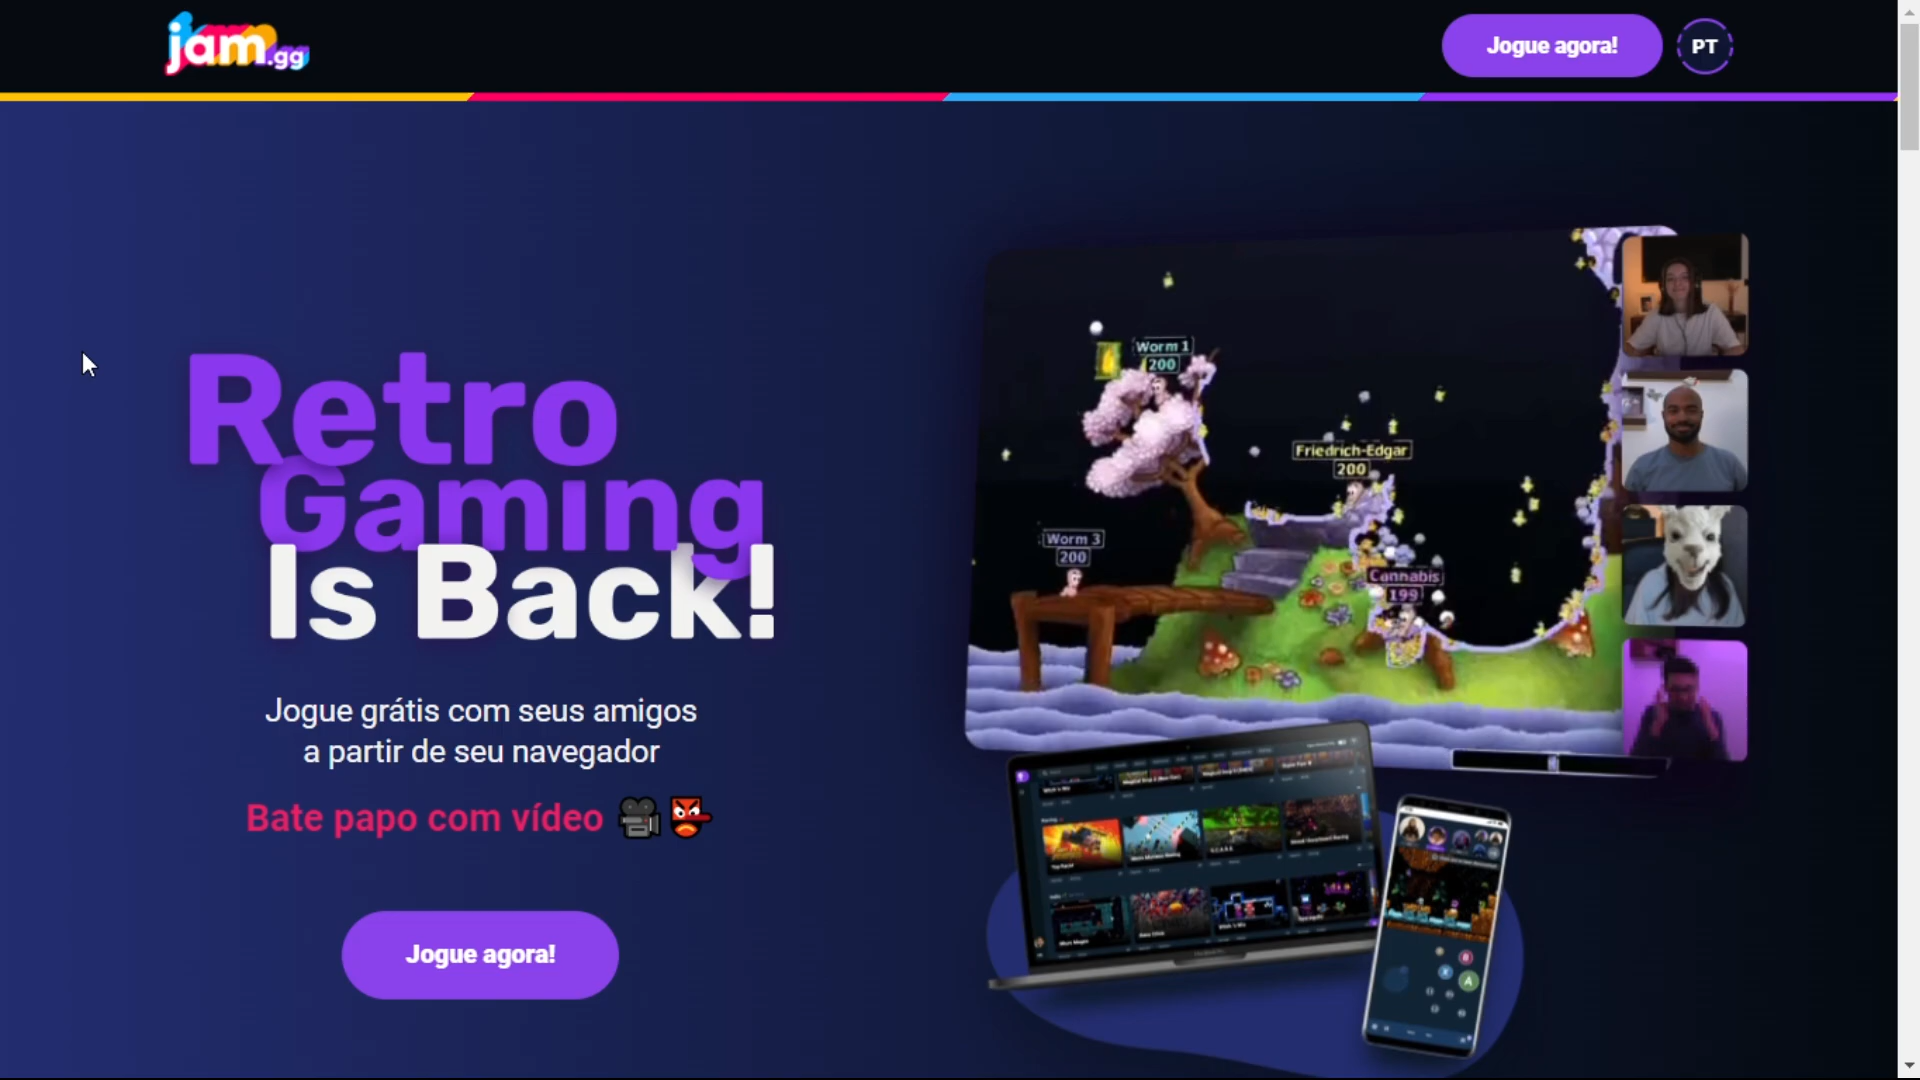 jam.gg
Jogue agora!
PT
Retro
Gaming
Is Back!
Jogue grátis com seus amigos
a partir de seu navegador
Bate papo com vídeo
Jogue agora!
Worm 1
200
Friedrich-Edgar
200
Worm 3
200
Cannabis
199
B
X
A